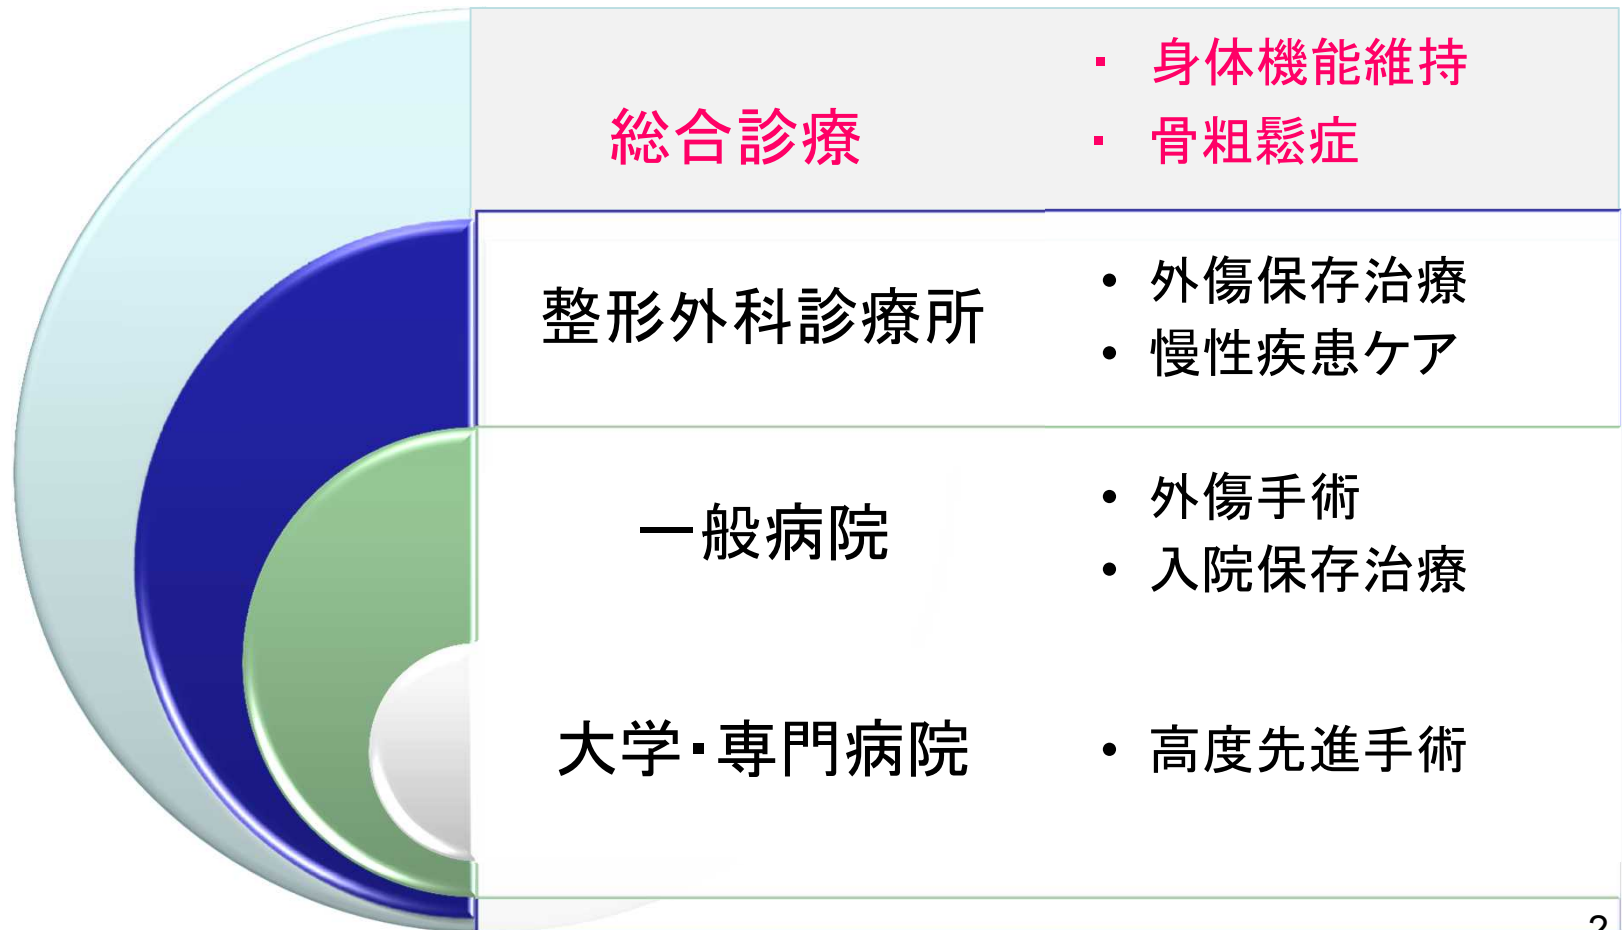 総合診療
・ 身体機能維持
・ 骨粗鬆症
整形外科診療所
• 外傷保存治療
• 慢性疾患ケア
一般病院
• 外傷手術
• 入院保存治療
大学・専門病院
• 高度先進手術
2